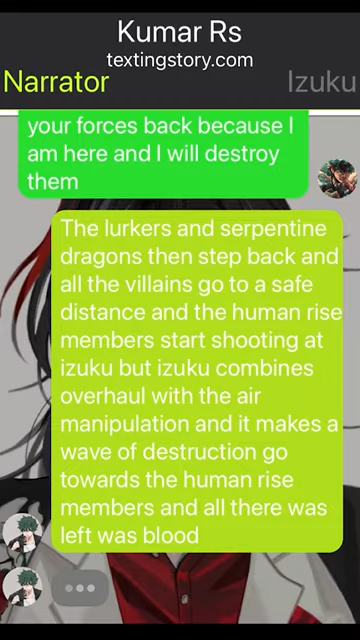 Kumar Rs
textingstory.com
Narrator
Izuku
your forces back because I
am here and I will destroy
them
The lurkers and serpentine
dragons then step back and
all the villains go to a safe
distance and the human rise
members start shooting at
izuku but izuku combines
overhaul with the air
manipulation and it makes a
wave of destruction go
towards the human rise
members and all there was
left was blood